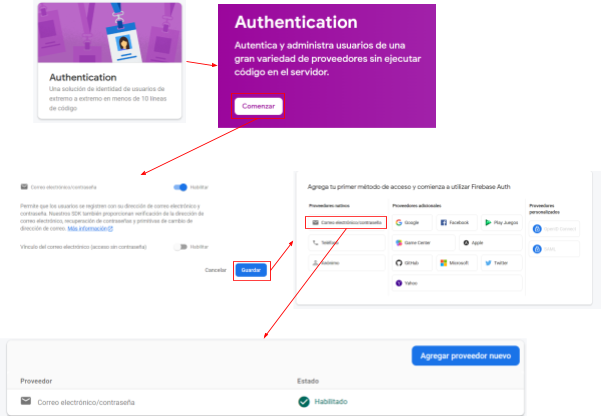 Authentication
Una solución de identidad de usuarios de
extremo a extremo en menos de 10 líneas
de código
Authentication
Autentica y administra usuarios de una
gran variedad de proveedores sin ejecutar
código en el servidor.
Comenzar
Correo electrónico/contraseña
Habilitar
Permite que los usuarios se registren con su dirección de correo electrónico y
contraseña. Nuestros SDK también proporcionan verificación de la dirección de
correo electrónico, recuperación de contraseñas y primitivas de cambio de
dirección de correo. Más información
Vínculo del correo electrónico (acceso sin contraseña)
Habilitar
Cancelar
Guardar
Agrega tu primer método de acceso y comienza a utilizar Firebase Auth
Proveedores nativos
Proveedores adicionales
Proveedores
personalizados
Correo electrónico/contraseña
Google
Facebook
Play Juegos
Teléfono
Game Center
Apple
Anónimo
GitHub
Microsoft
Twitter
Yahoo
Agregar proveedor nuevo
Proveedor
Estado
Correo electrónico/contraseña
Habilitado